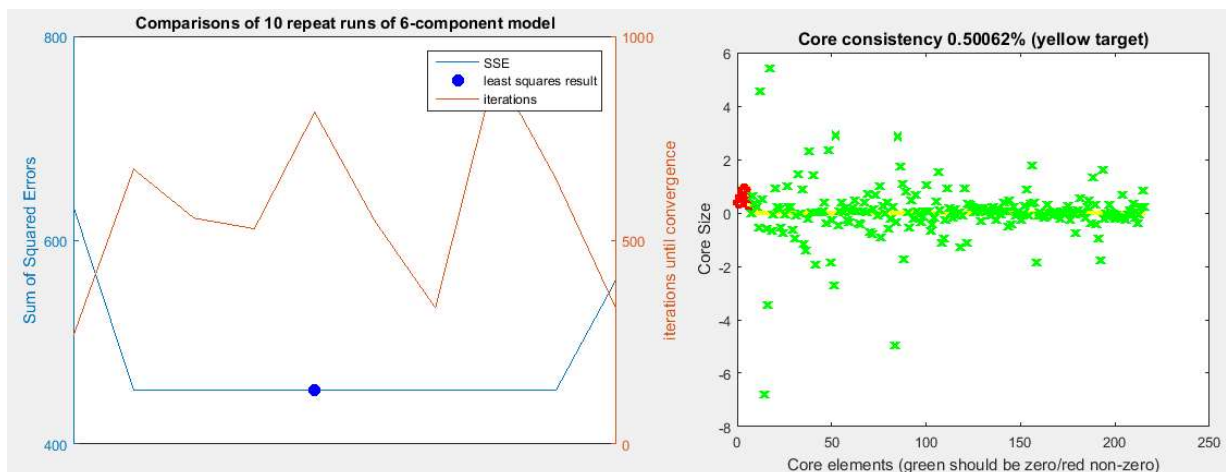 Comparisons of 10 repeat runs of 6-component model
800
600
400
Sum of Squared Errors
SSE
least squares result
iterations
1000
500
0
iterations until convergence
Core consistency 0.50062% (yellow target)
6
4
2
0
-2
-4
-6
-8
Core Size
0 50 100 150 200 250
Core elements (green should be zero/red non-zero)